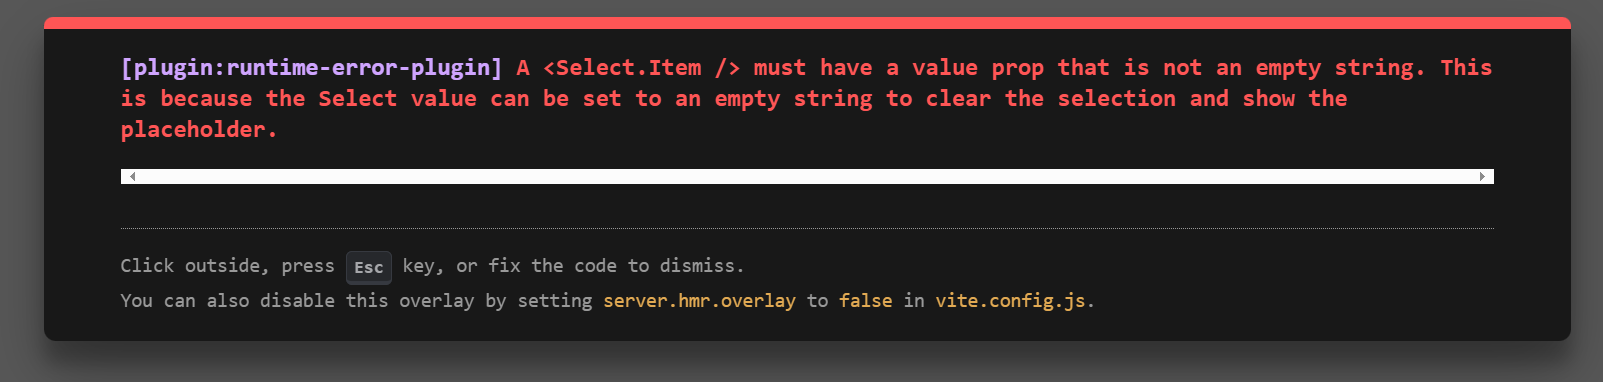 [plugin:runtime-error-plugin] A <Select.Item /> must have a value prop that is not an empty string. This
is because the Select value can be set to an empty string to clear the selection and show the
placeholder.
Click outside, press Esc key, or fix the code to dismiss.
You can also disable this overlay by setting server.hmr.overlay to false in vite.config.js.